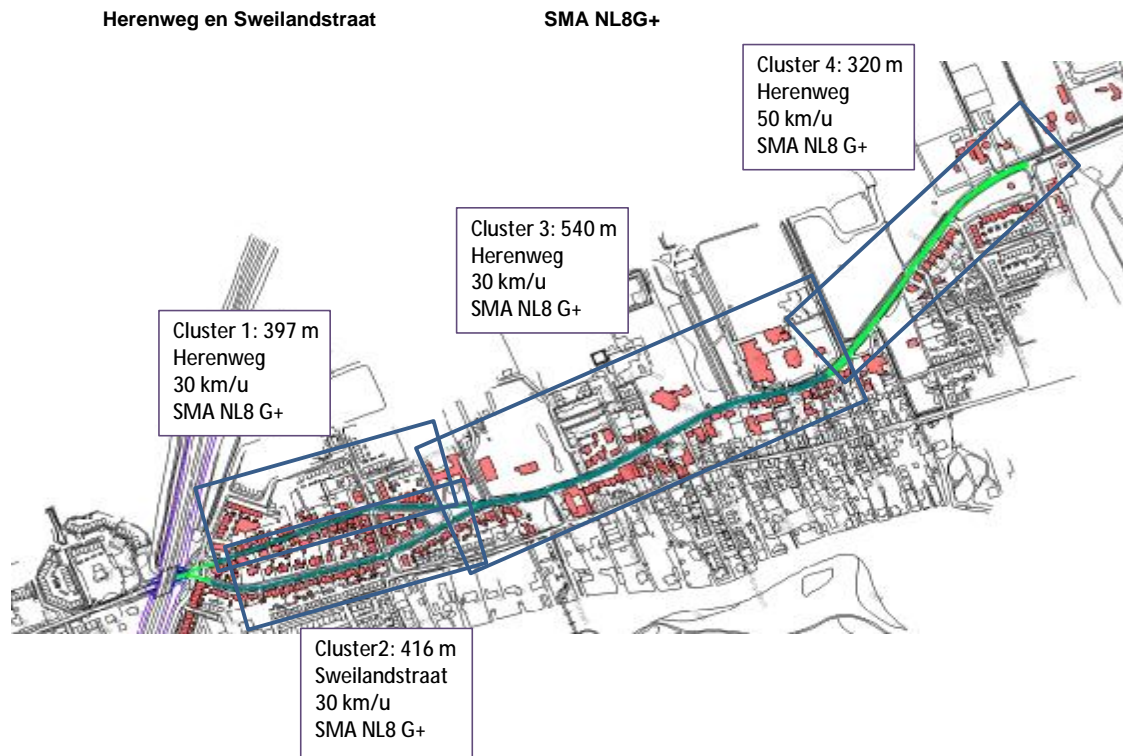 Herenweg en Sweilandstraat
SMA NL8G+
Cluster 4: 320 m
Herenweg
50 km/u
SMA NL8 G+
Cluster 3: 540 m
Herenweg
30 km/u
SMA NL8 G+
Cluster 1: 397 m
Herenweg
30 km/u
SMA NL8 G+
Cluster2: 416 m
Sweilandstraat
30 km/u
SMA NL8 G+